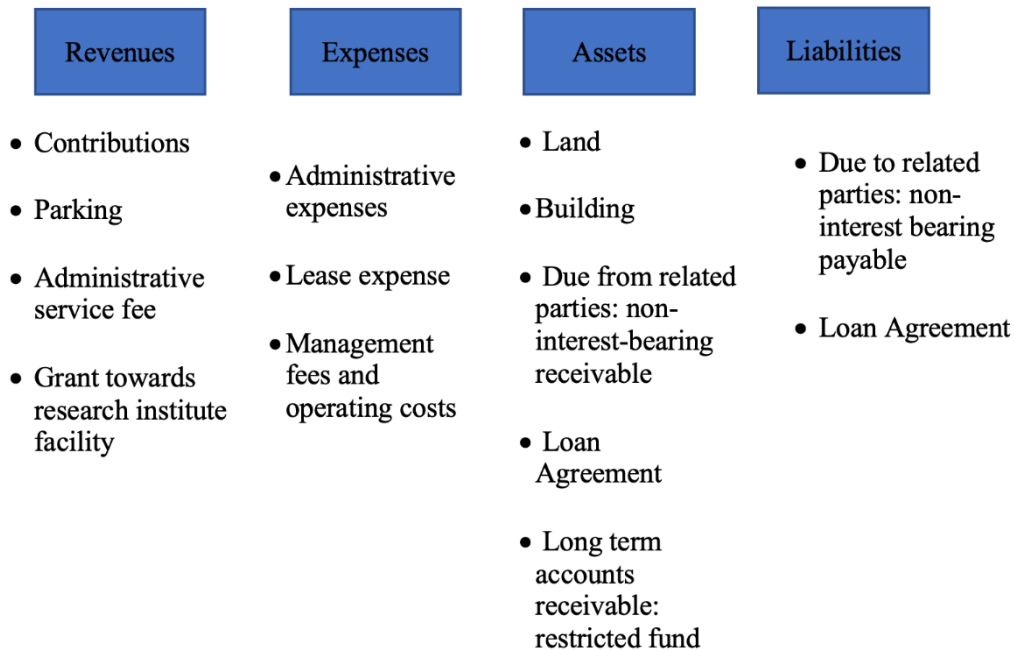 Revenues
Expenses
Assets
Liabilities
• Contributions
• Parking
• Administrative
service fee
• Grant towards
research institute
facility
• Administrative
expenses
• Lease expense
• Management
fees and
operating costs
• Land
• Building
• Due from related
parties: non-
interest-bearing
receivable
• Loan
Agreement
• Long term
accounts
receivable:
restricted fund
• Due to related
parties: non-
interest bearing
payable
• Loan Agreement